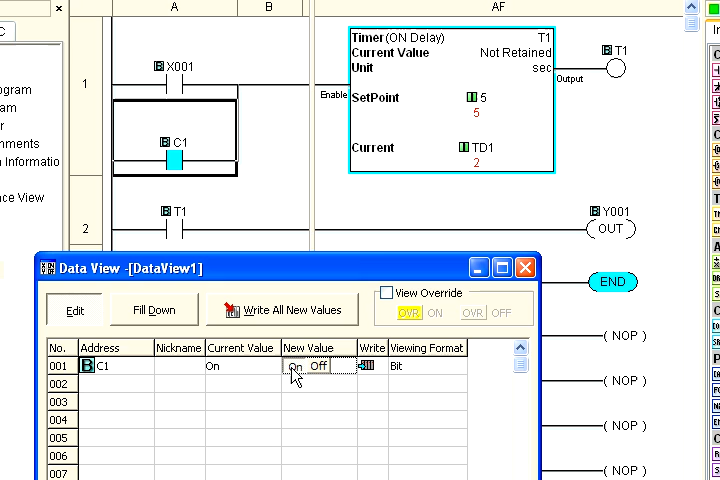 A
B
AF
C
ogram
am
r
nments
n Informatio
ace View
1
X001
C1
Enable
Timer(ON Delay) T1
Current Value Not Retained
Unit sec
SetPoint 5
5
Current TD1
2
Output
T1
2
T1
Y001
OUT
END
( NOP )
( NOP )
( NOP )
( NOP )
Data View -[DataView1]
Edit
Fill Down
Write All New Values
View Override
OVR ON
OVR OFF
No. Address Nickname Current Value New Value Write Viewing Format
001 B C1 On On Off Bit
002
003
004
005
006
007